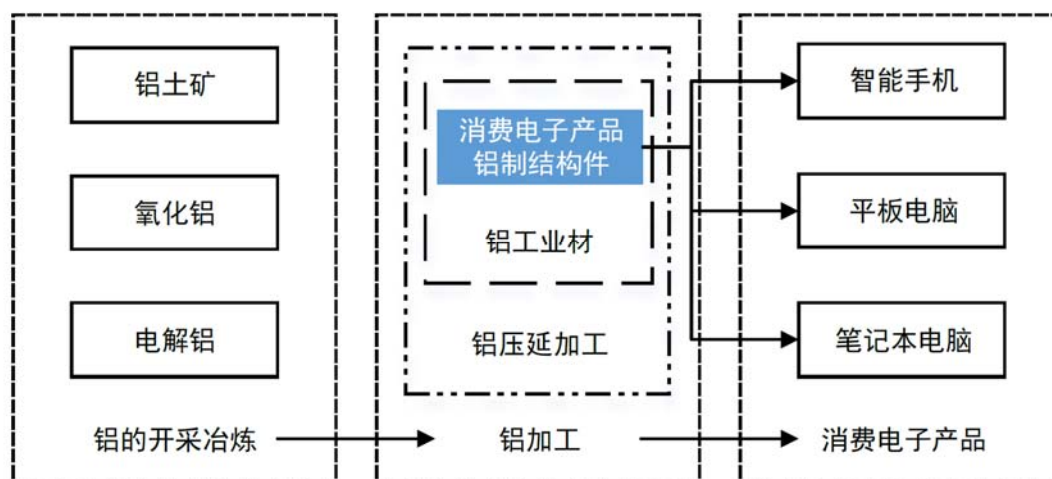 铝土矿
氧化铝
电解铝
铝的开采冶炼
消费电子产品
铝制结构件
铝工业材
铝压延加工
铝加工
智能手机
平板电脑
笔记本电脑
消费电子产品